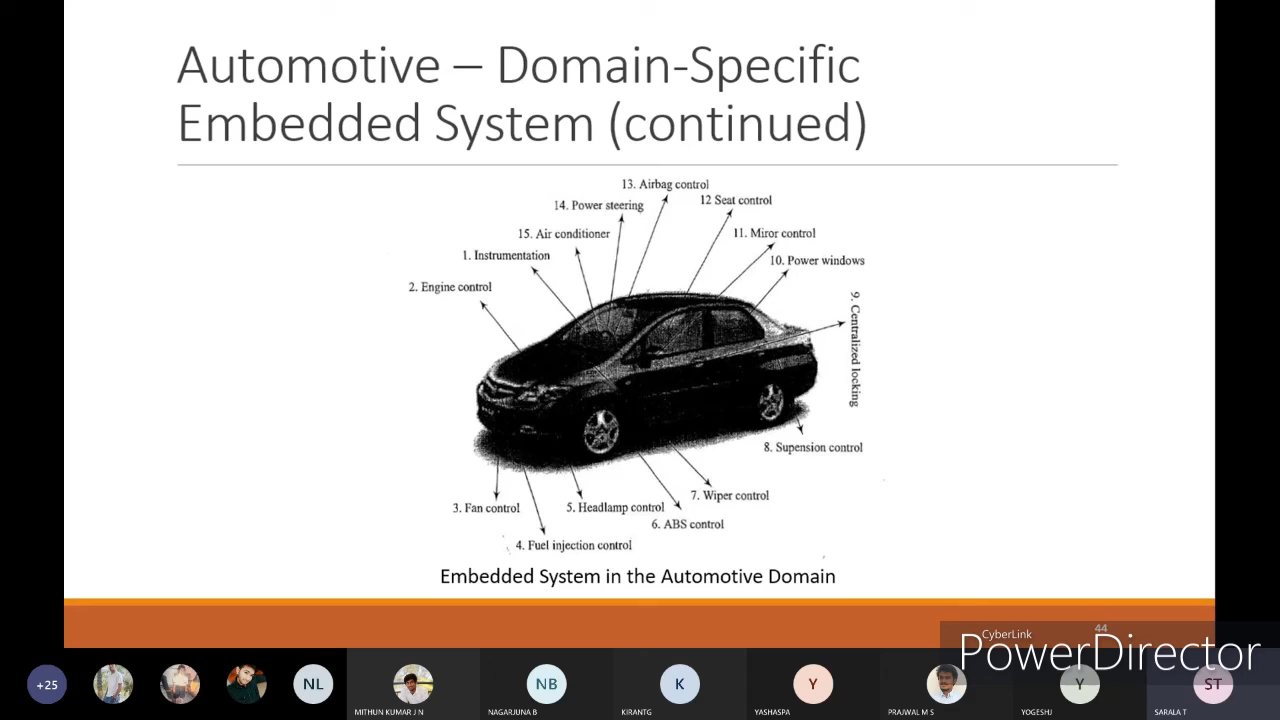 Automotive – Domain-Specific
Embedded System (continued)
13. Airbag control
12 Seat control
14. Power steering
15. Air conditioner
11. Miror control
1. Instrumentation
10. Power windows
2. Engine control
9. Centralized locking
8. Supension control
7. Wiper control
3. Fan control
5. Headlamp control
6. ABS control
4. Fuel injection control
Embedded System in the Automotive Domain
44
CyberLink
PowerDirector
+25
NL
NB
K
Y
Y
ST
MITHUN KUMAR J N
NAGARJUNA B
KIRANTG
YASHASPA
PRAJWAL M S
YOGESHJ
SARALA T